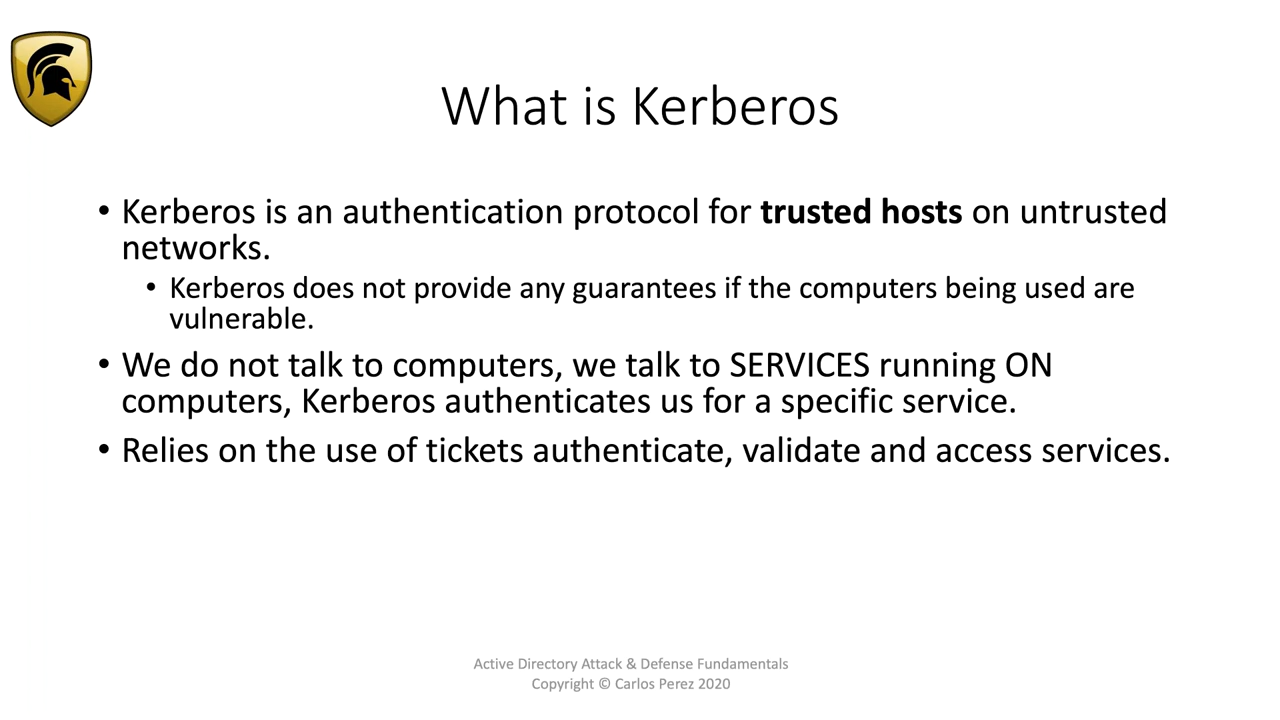 What is Kerberos
• Kerberos is an authentication protocol for trusted hosts on untrusted
networks.
• Kerberos does not provide any guarantees if the computers being used are
vulnerable.
• We do not talk to computers, we talk to SERVICES running ON
computers, Kerberos authenticates us for a specific service.
• Relies on the use of tickets authenticate, validate and access services.
Active Directory Attack & Defense Fundamentals
Copyright © Carlos Perez 2020